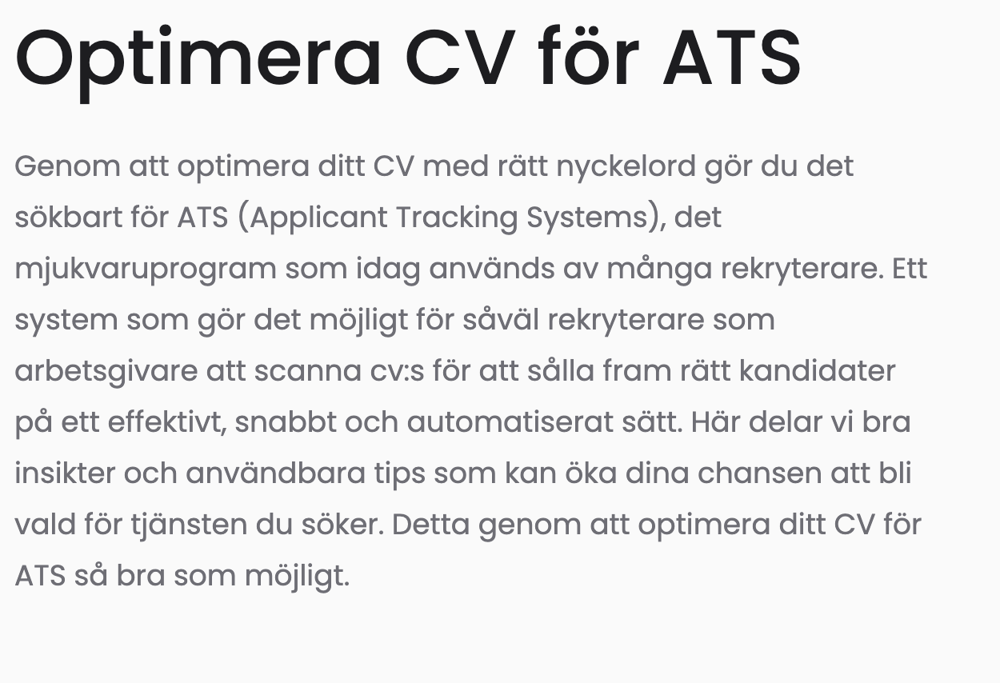 Optimera CV för ATS
Genom att optimera ditt CV med rätt nyckelord gör du det
sökbart för ATS (Applicant Tracking Systems), det
mjukvaruprogram som idag används av många rekryterare. Ett
system som gör det möjligt för såväl rekryterare som
arbetsgivare att scanna cv:s för att sålla fram rätt kandidater
på ett effektivt, snabbt och automatiserat sätt. Här delar vi bra
insikter och användbara tips som kan öka dina chansen att bli
vald för tjänsten du söker. Detta genom att optimera ditt CV för
ATS så bra som möjligt.